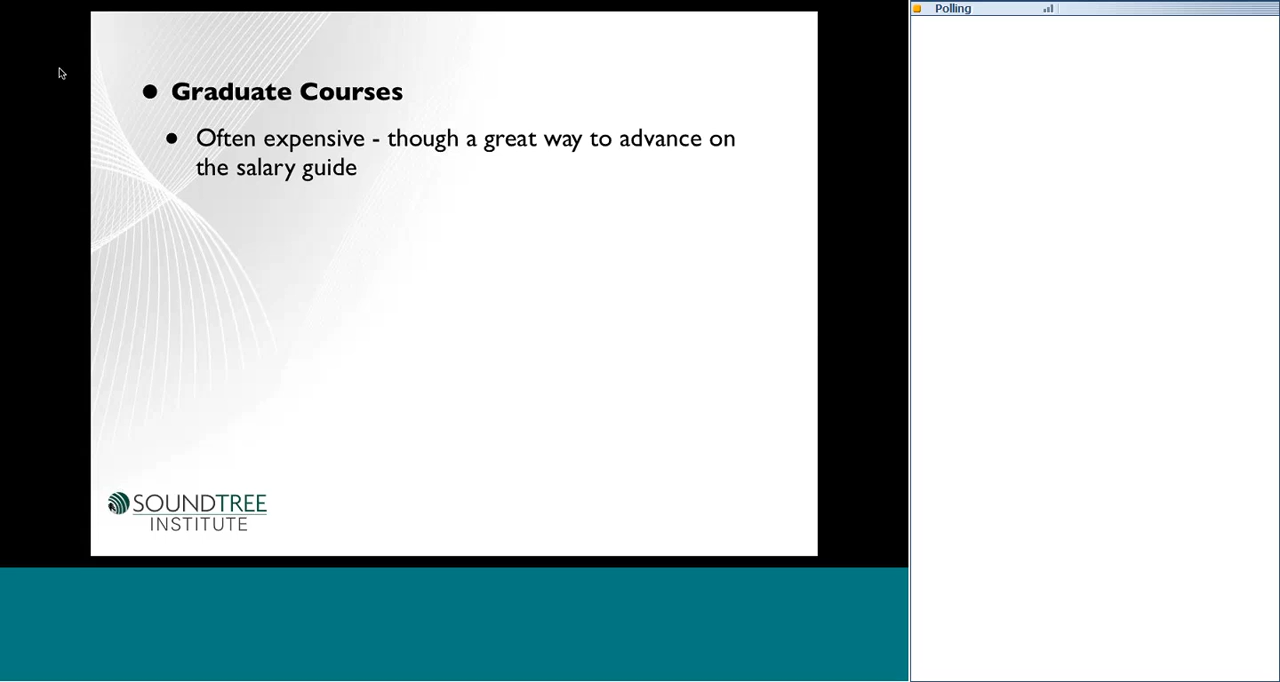 Polling
Graduate Courses
Often expensive - though a great way to advance on
the salary guide
SOUNDTREE
INSTITUTE